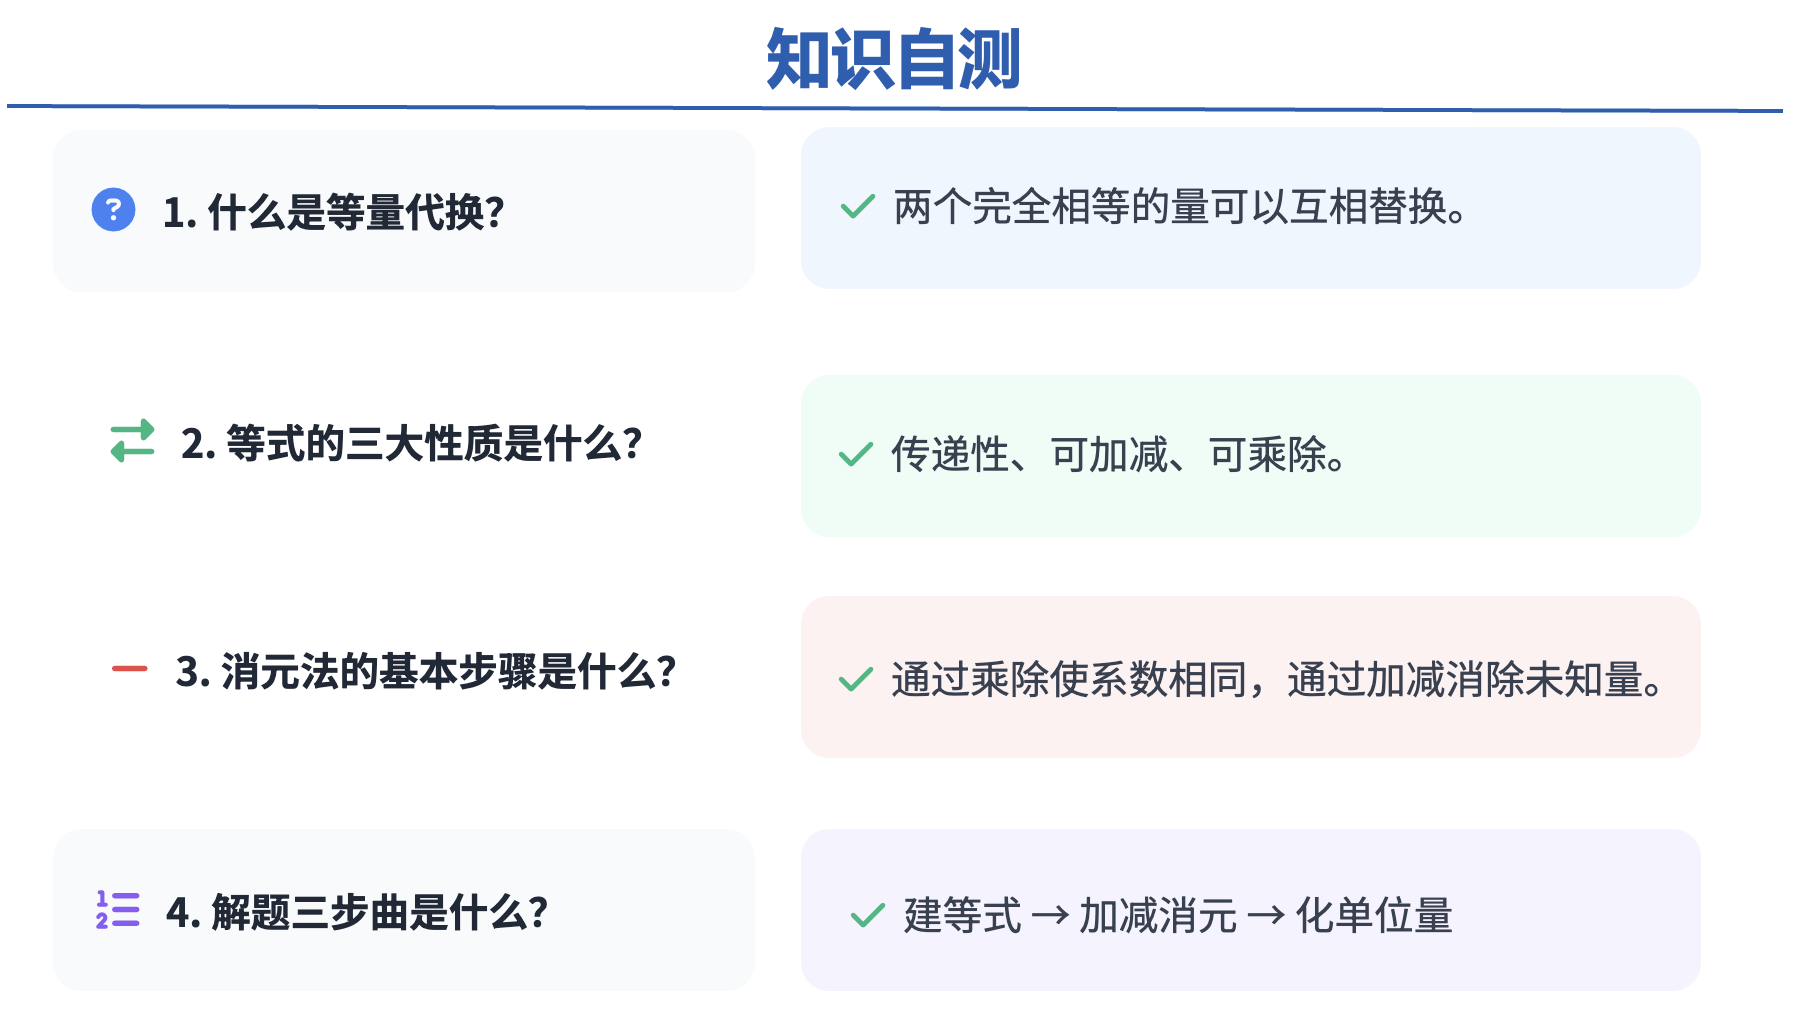 知识自测
1. 什么是等量代换?
两个完全相等的量可以互相替换。
2. 等式的三大性质是什么?
传递性、可加减、可乘除。
3. 消元法的基本步骤是什么?
通过乘除使系数相同，通过加减消除未知量。
4. 解题三步曲是什么?
建等式 → 加减消元 → 化单位量